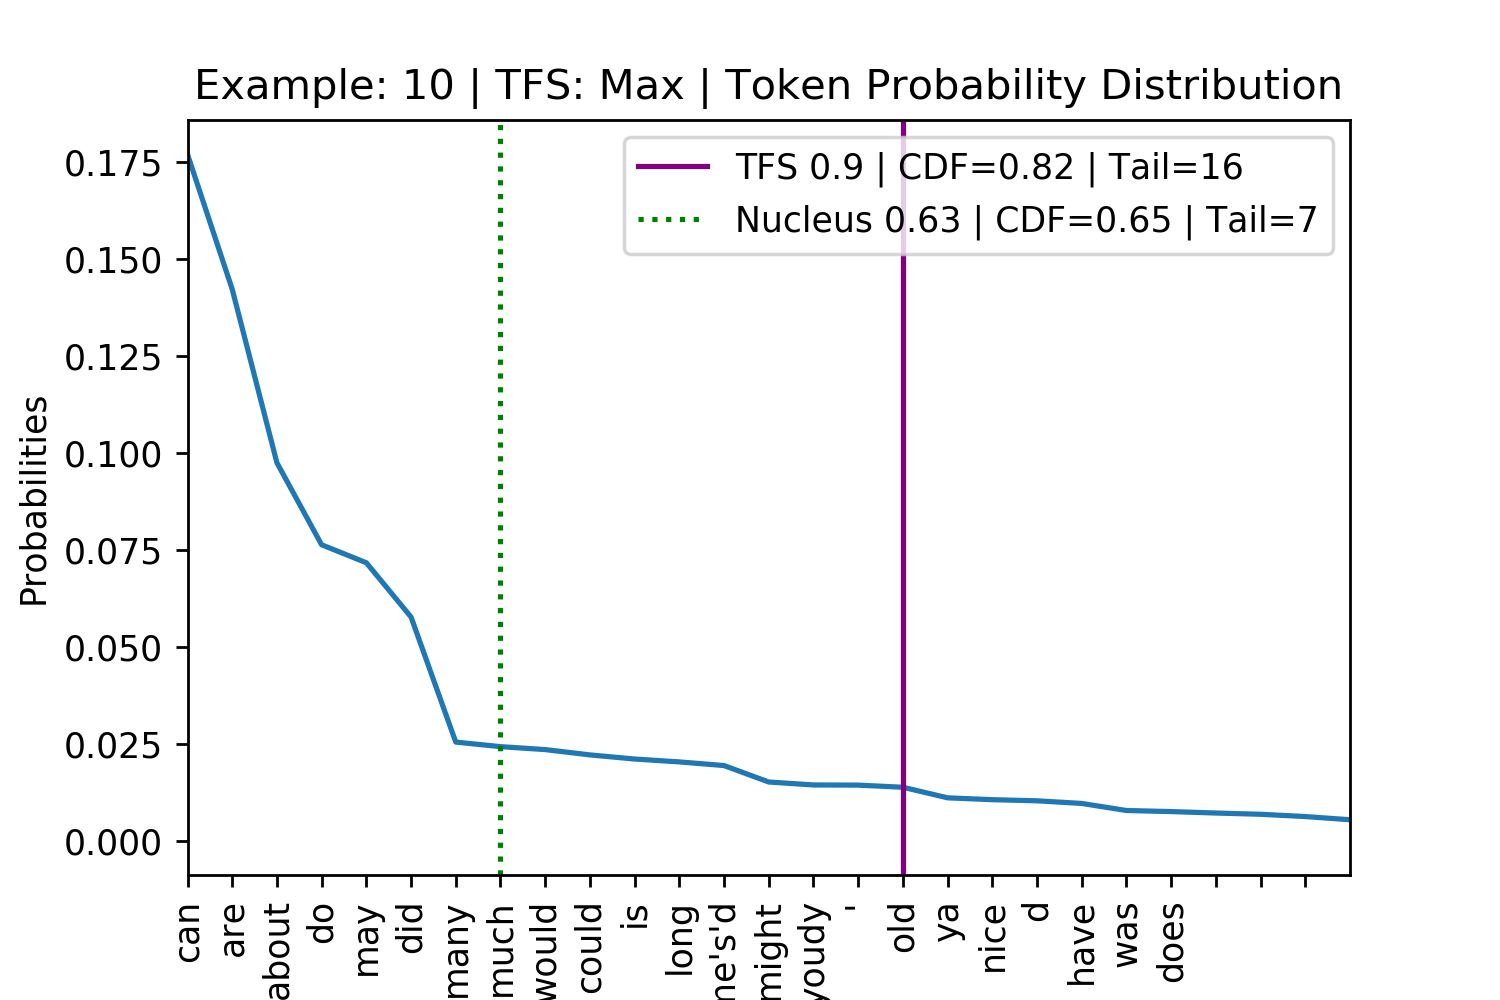 Example: 10 | TFS: Max | Token Probability Distribution
TFS 0.9 | CDF=0.82 | Tail=16
Nucleus 0.63 | CDF=0.65 | Tail=7
Probabilities
0.175
0.150
0.125
0.100
0.075
0.050
0.025
0.000
can
are
about
do
may
did
many
much
would
could
is
long
ne's'd
might
youdy
'
old
ya
nice
d
have
was
does